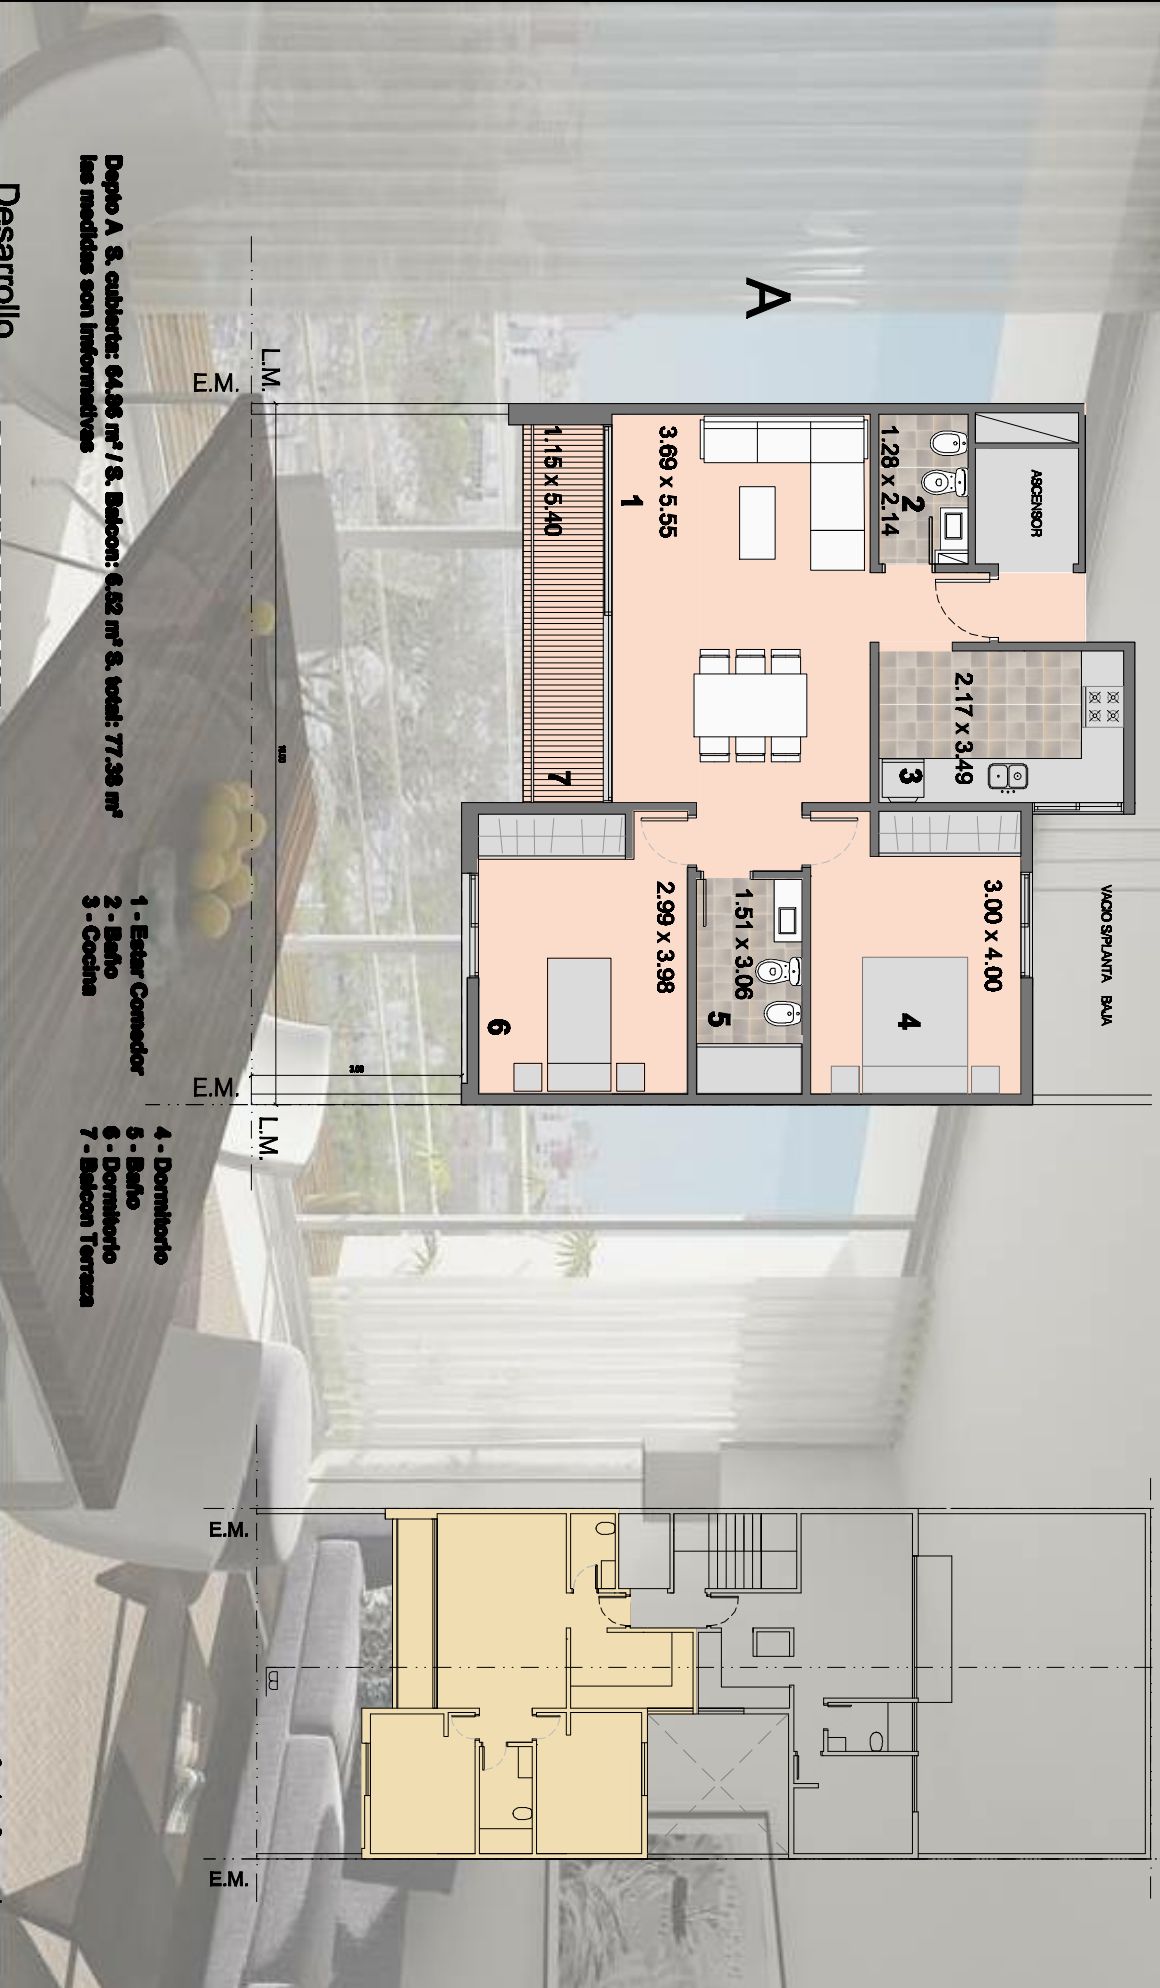 A
ASCENSOR
1.28 x 2.14
2
3.69 x 5.55
1
1.15 x 5.40
7
2.17 x 3.49
3
VACIO S/PLANTA BAJA
3.00 x 4.00
4
1.51 x 3.06
5
2.99 x 3.98
6
L.M.
E.M.
3.00
E.M.
L.M.
Depto A S. cubierta: 64.96 m² / S. Balcon: 6.52 m² S. total: 77.38 m²
las medidas son informativas
1 - Estar Comedor
2 - Baño
3 - Cocina
4 - Dormitorio
5 - Baño
6 - Dormitorio
7 - Balcon Terraza
E.M.
E.M.
Desarrollo